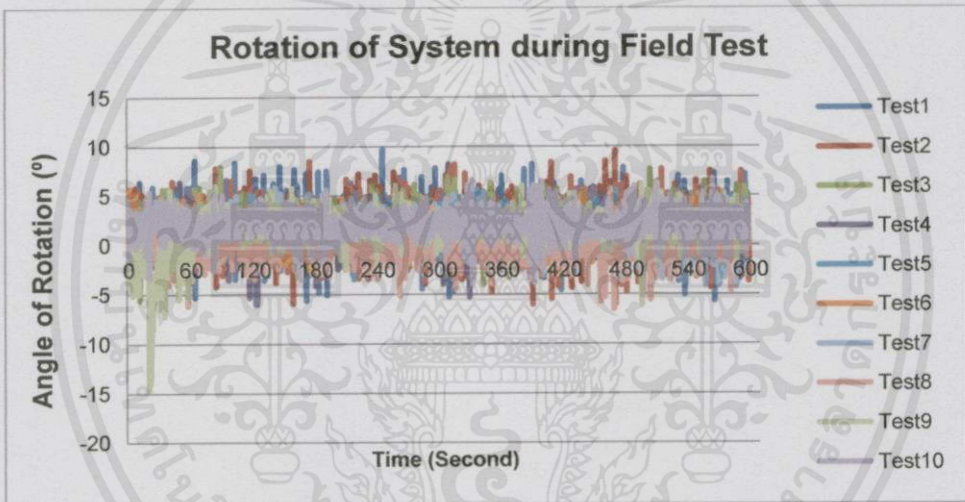 Rotation of System during Field Test
15
10
5
0
-5
-10
-15
-20
0 60 120 180 240 300 360 420 480 540 600
Angle of Rotation (º)
Time (Second)
Test1
Test2
Test3
Test4
Test5
Test6
Test7
Test8
Test9
Test10